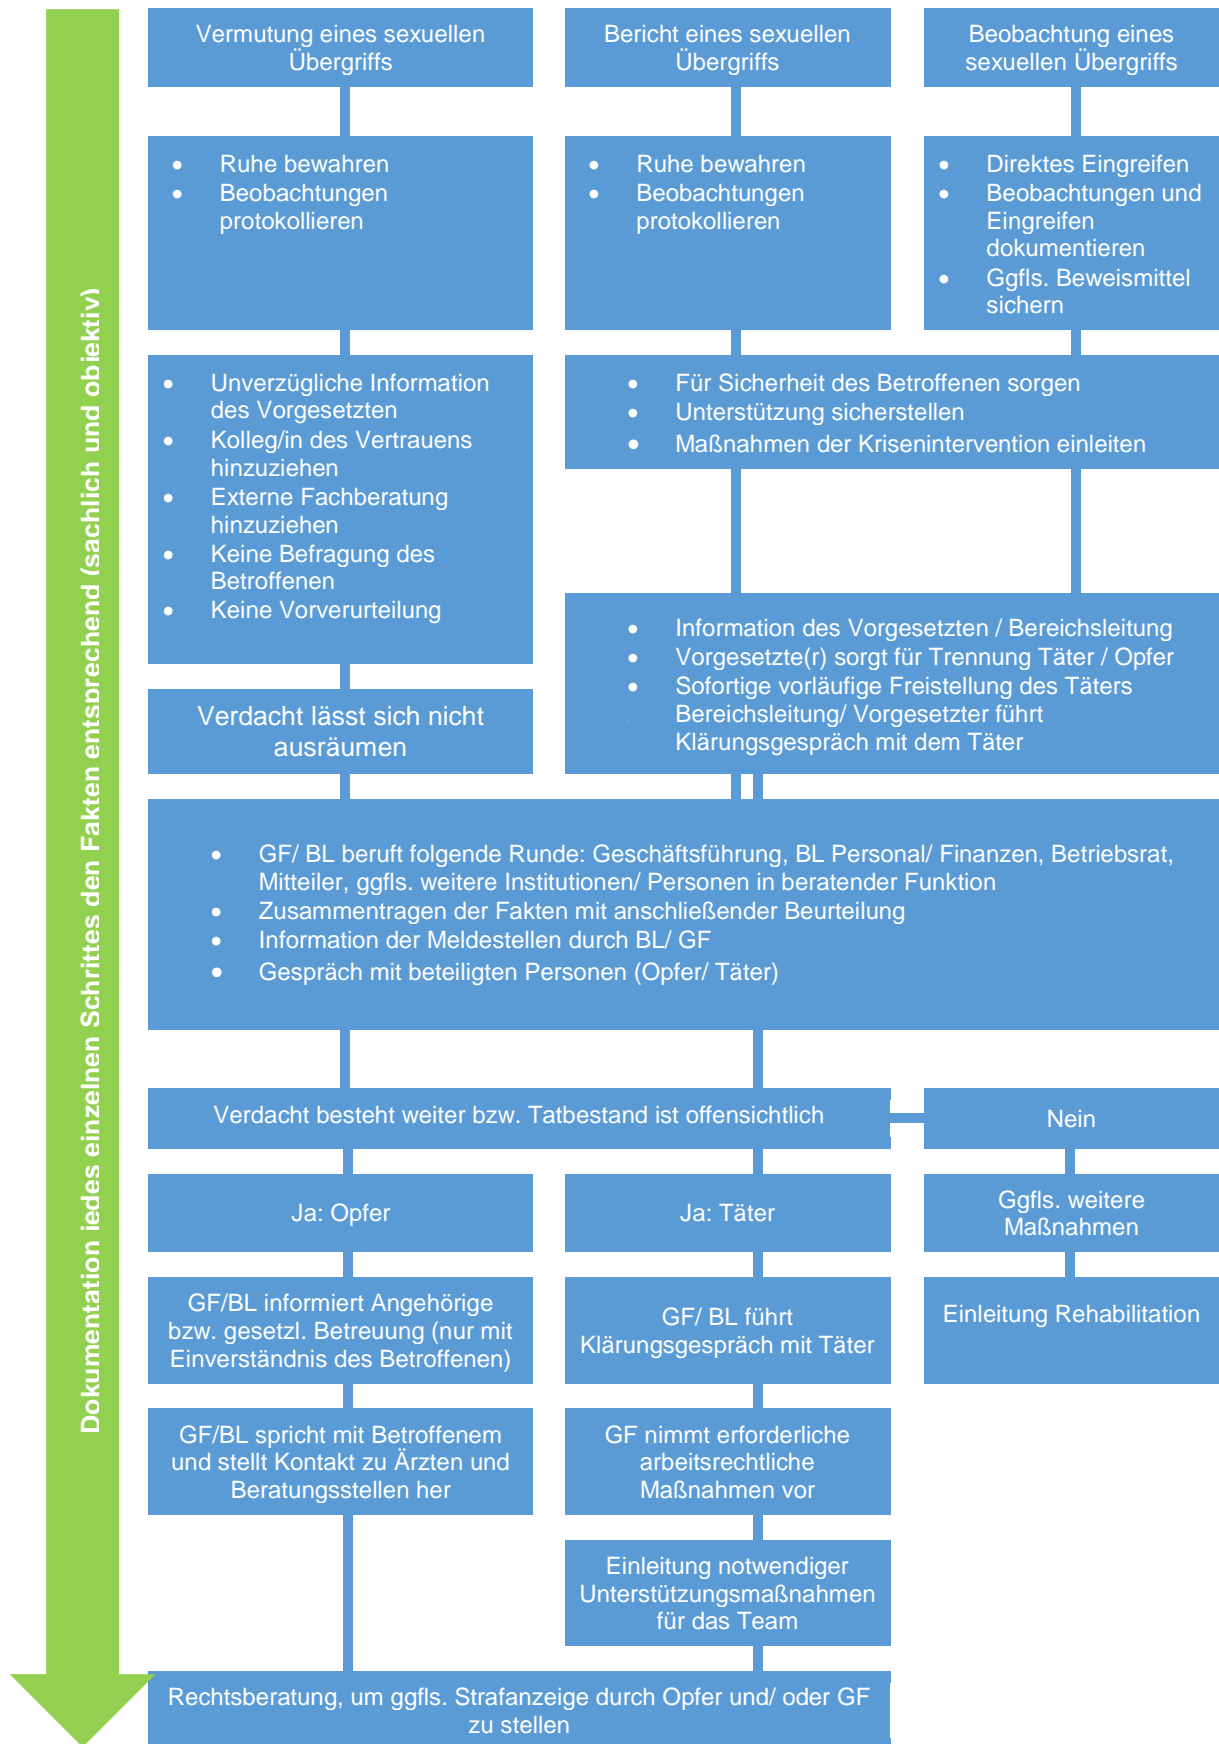 Vermutung eines sexuellen
Übergriffs
Bericht eines sexuellen
Übergriffs
Beobachtung eines
sexuellen Übergriffs
• Ruhe bewahren
• Beobachtungen
protokollieren
• Ruhe bewahren
• Beobachtungen
protokollieren
• Direktes Eingreifen
• Beobachtungen und
Eingreifen
dokumentieren
• Ggfls. Beweismittel
sichern
• Unverzügliche Information
des Vorgesetzten
• Kolleg/in des Vertrauens
hinzuziehen
• Externe Fachberatung
hinzuziehen
• Keine Befragung des
Betroffenen
• Keine Vorverurteilung
• Für Sicherheit des Betroffenen sorgen
• Unterstützung sicherstellen
• Maßnahmen der Krisenintervention einleiten
Verdacht lässt sich nicht
ausräumen
• Information des Vorgesetzten / Bereichsleitung
• Vorgesetzte(r) sorgt für Trennung Täter / Opfer
• Sofortige vorläufige Freistellung des Täters
Bereichsleitung/ Vorgesetzter führt
Klärungsgespräch mit dem Täter
• GF/ BL beruft folgende Runde: Geschäftsführung, BL Personal/ Finanzen, Betriebsrat,
Mitteiler, ggfls. weitere Institutionen/ Personen in beratender Funktion
• Zusammentragen der Fakten mit anschließender Beurteilung
• Information der Meldestellen durch BL/ GF
• Gespräch mit beteiligten Personen (Opfer/ Täter)
Verdacht besteht weiter bzw. Tatbestand ist offensichtlich
Nein
Ja: Opfer
Ja: Täter
Ggfls. weitere
Maßnahmen
GF/BL informiert Angehörige
bzw. gesetzl. Betreuung (nur mit
Einverständnis des Betroffenen)
GF/ BL führt
Klärungsgespräch mit Täter
Einleitung Rehabilitation
GF/BL spricht mit Betroffenem
und stellt Kontakt zu Ärzten und
Beratungsstellen her
GF nimmt erforderliche
arbeitsrechtliche
Maßnahmen vor
Einleitung notwendiger
Unterstützungsmaßnahmen
für das Team
Rechtsberatung, um ggfls. Strafanzeige durch Opfer und/ oder GF
zu stellen
Dokumentation jedes einzelnen Schrittes den Fakten entsprechend (sachlich und objektiv)